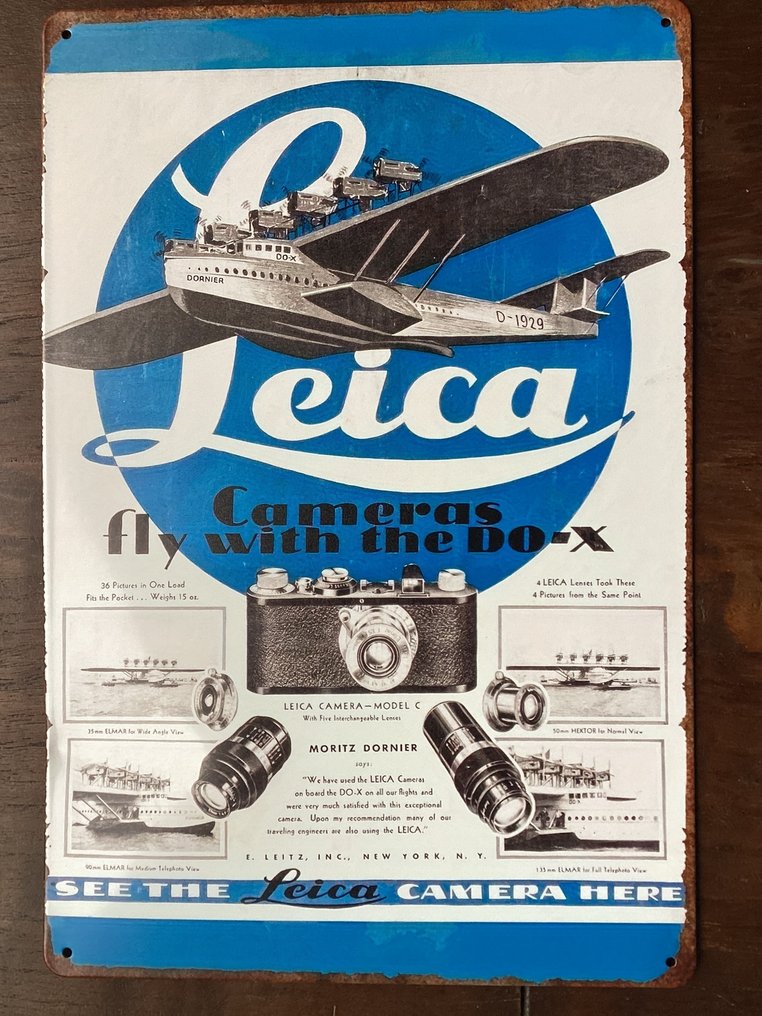 DO-X
DORNIER
D-1929
Leica
Cameras
fly with the DO-X
36 Pictures in One Load
Fits the Pocket . . . Weighs 15 oz.
4 LEICA Lenses Took These
4 Pictures from the Same Point
35mm ELMAR for Wide Angle View
LEICA CAMERA—MODEL C
With Five Interchangeable Lenses
50mm HEKTOR for Normal View
MORITZ DORNIER
says:
"We have used the LEICA Cameras
on board the DO-X on all our flights and
were very much satisfied with this exceptional
camera. Upon my recommendation many of our
traveling engineers are also using the LEICA."
90mm ELMAR for Medium Telephoto View
E. LEITZ, INC., NEW YORK, N. Y.
135mm ELMAR for Full Telephoto View
SEE THE Leica CAMERA HERE